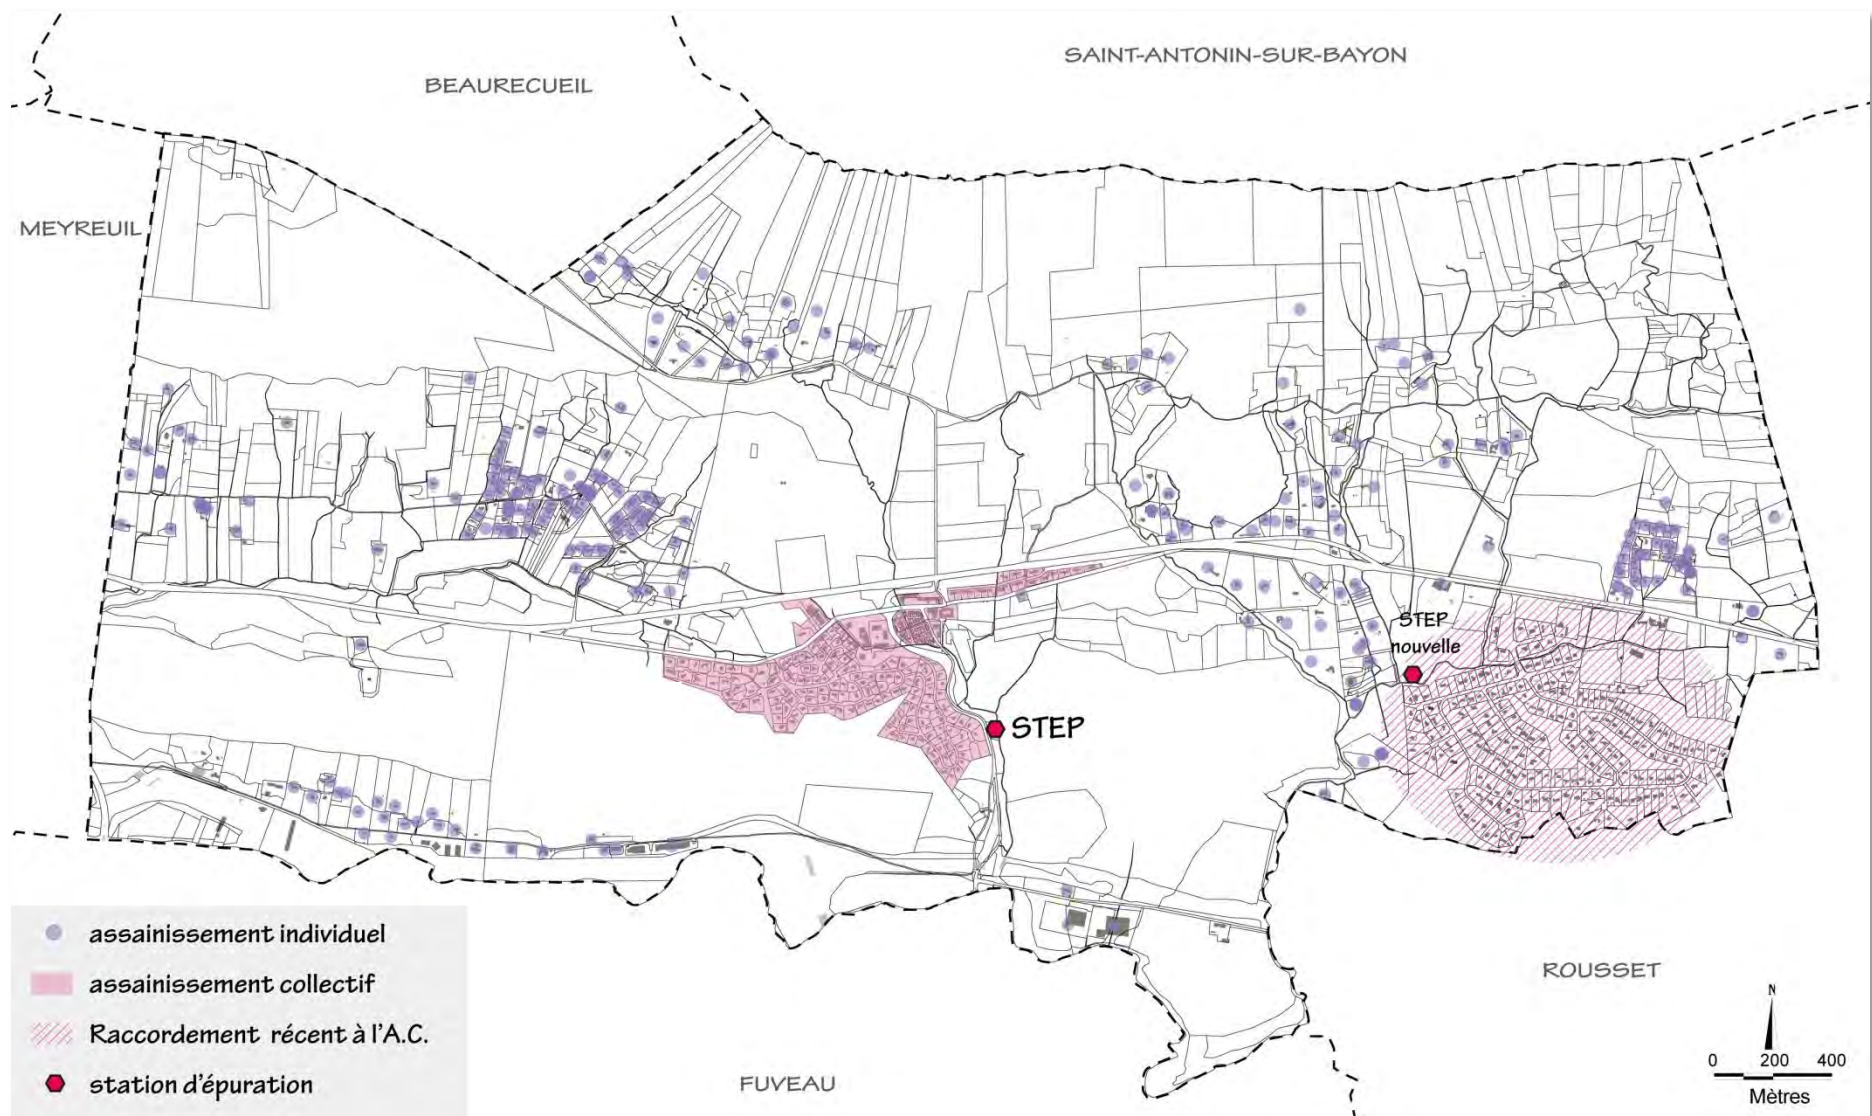 SAINT-ANTONIN-SUR-BAYON
BEAURECUEIL
MEYREUIL
STEP
nouvelle
STEP
assainissement individuel
assainissement collectif
Raccordement récent à l'A.C.
station d'épuration
FUVEAU
ROUSSET
N
0 200 400
Mètres